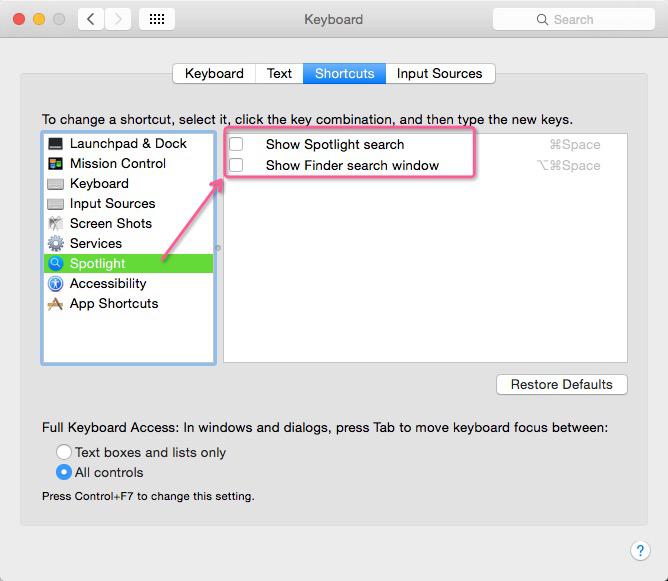 Keyboard
Search
Keyboard Text Shortcuts Input Sources
To change a shortcut, select it, click the key combination, and then type the new keys.
Launchpad & Dock
Mission Control
Keyboard
Input Sources
Screen Shots
Services
Spotlight
Accessibility
App Shortcuts
Show Spotlight search ⌘Space
Show Finder search window ⌥⌘Space
Restore Defaults
Full Keyboard Access: In windows and dialogs, press Tab to move keyboard focus between:
Text boxes and lists only
All controls
Press Control+F7 to change this setting.
?